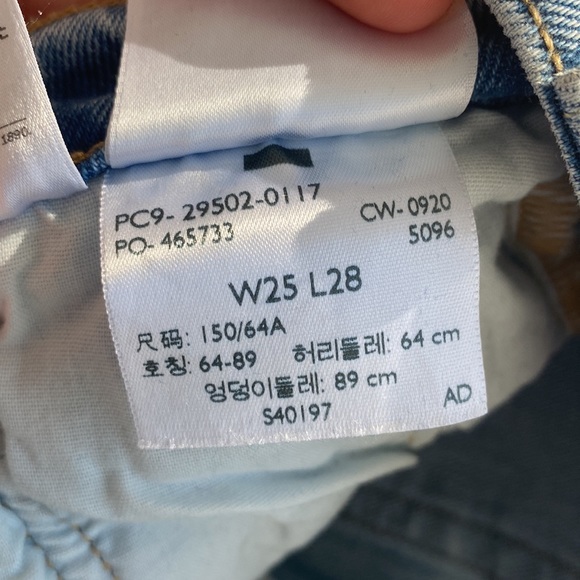 1890.
PC9- 29502-0117
CW- 0920
PO- 465733
5096
W25 L28
尺码: 150/64A
호칭: 64-89 허리둘레: 64 cm
엉덩이둘레: 89 cm
S40197
AD